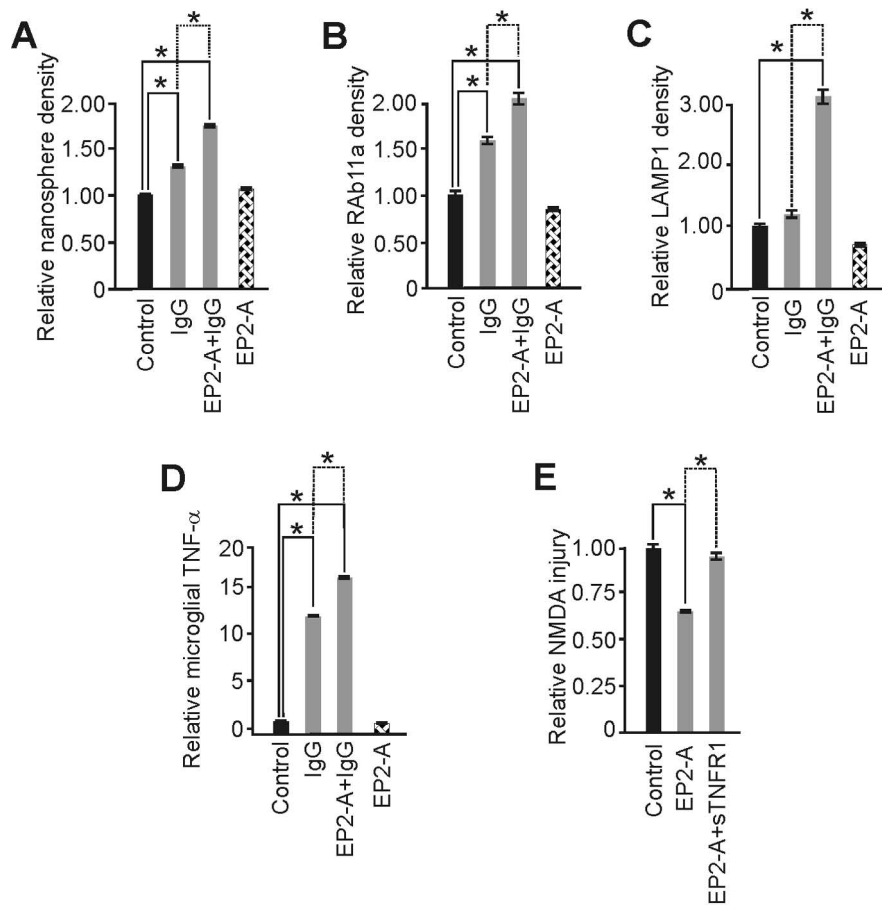 A
Relative nanosphere density
2.00
1.50
1.00
0.50
0
*
*
*
Control
IgG
EP2-A+IgG
EP2-A
B
Relative RAb11a density
2.00
1.50
1.00
0.50
0
*
*
*
Control
IgG
EP2-A+IgG
EP2-A
C
Relative LAMP1 density
3.00
2.00
1.00
0
*
*
Control
IgG
EP2-A+IgG
EP2-A
D
Relative microglial TNF-α
20
15
10
5
0
*
*
*
Control
IgG
EP2-A+IgG
EP2-A
E
Relative NMDA injury
1.00
0.75
0.50
0.25
0
*
*
Control
EP2-A
EP2-A+sTNFR1